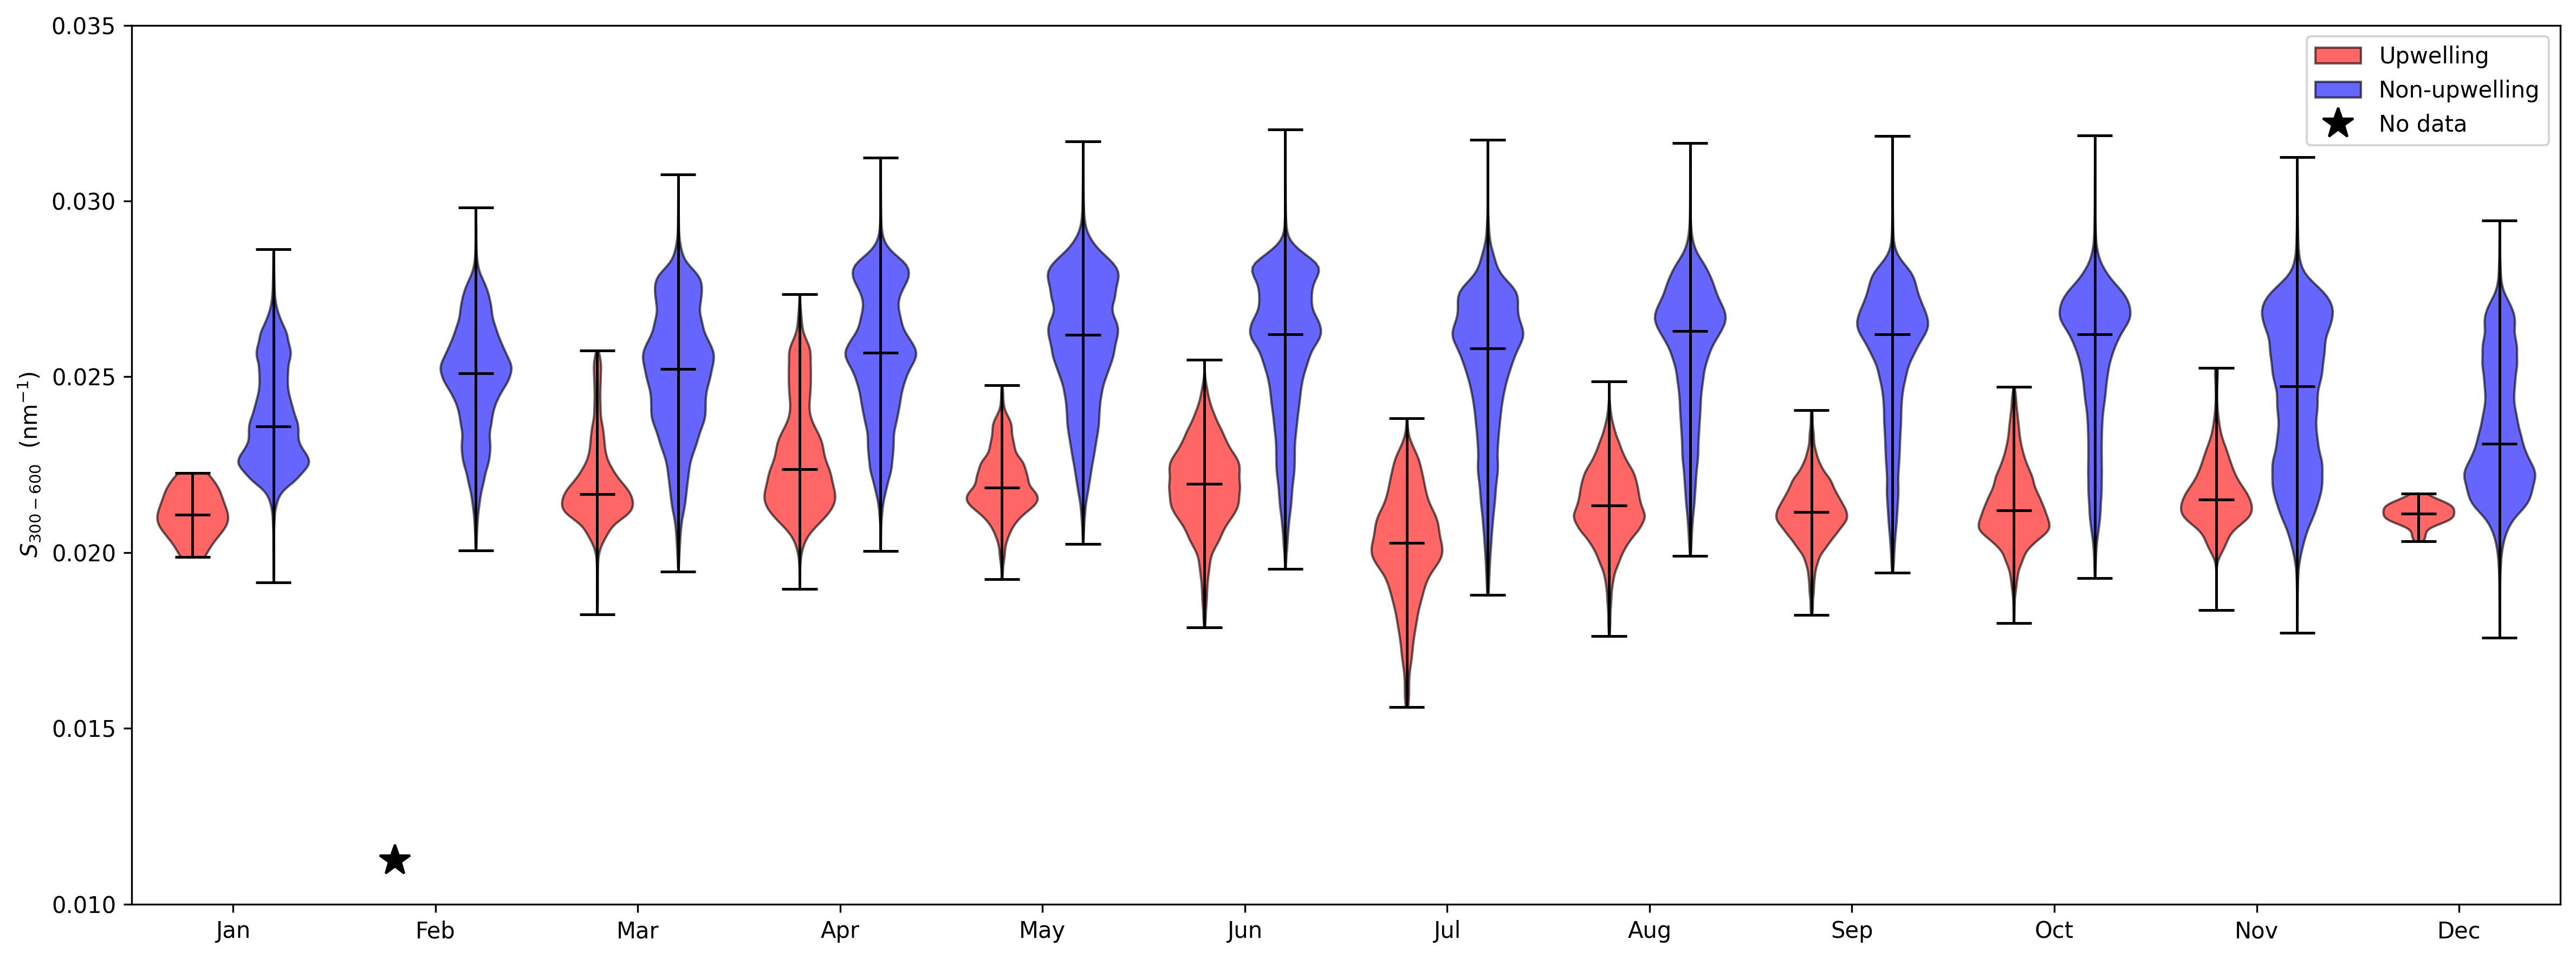 0.035
0.030
0.025
0.020
0.015
0.010
S300−600 (nm−1)
Upwelling
Non-upwelling
No data
Jan Feb Mar Apr May Jun Jul Aug Sep Oct Nov Dec